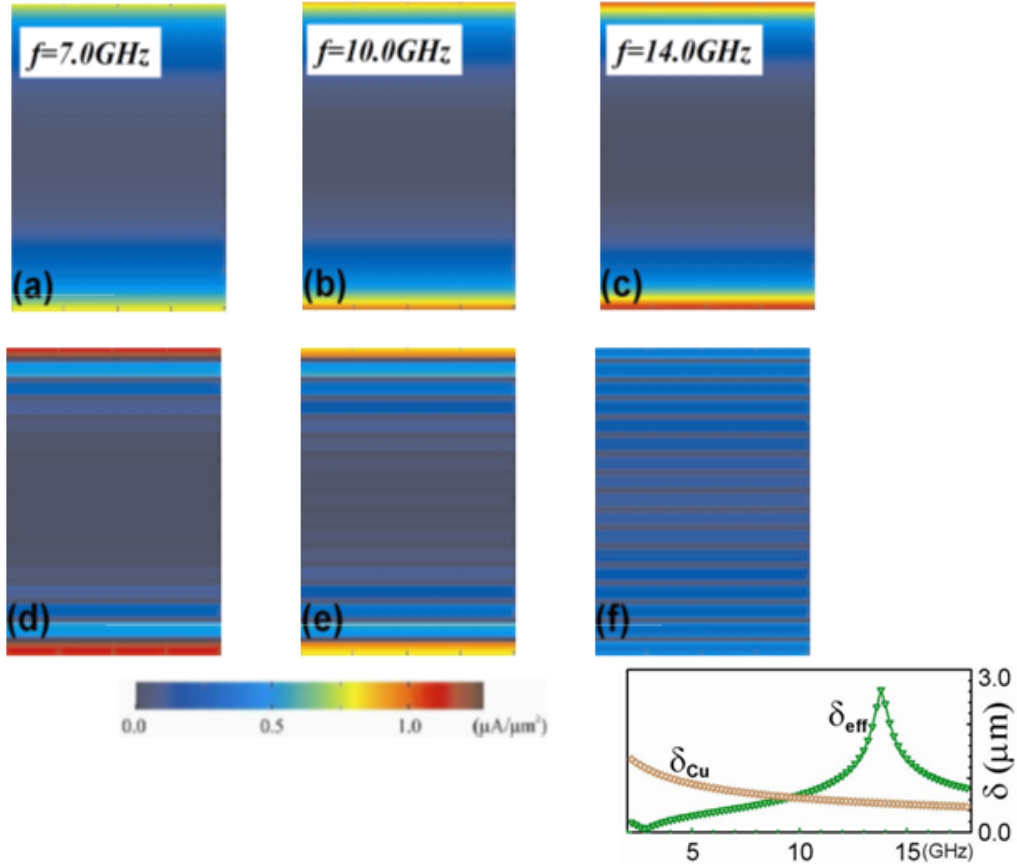 f=7.0GHz
f=10.0GHz
f=14.0GHz
(a)
(b)
(c)
(d)
(e)
(f)
0.0 0.5 1.0 (μA/μm²)
3.0
δeff
δCu
δ (μm)
0.0
5 10 15 (GHz)